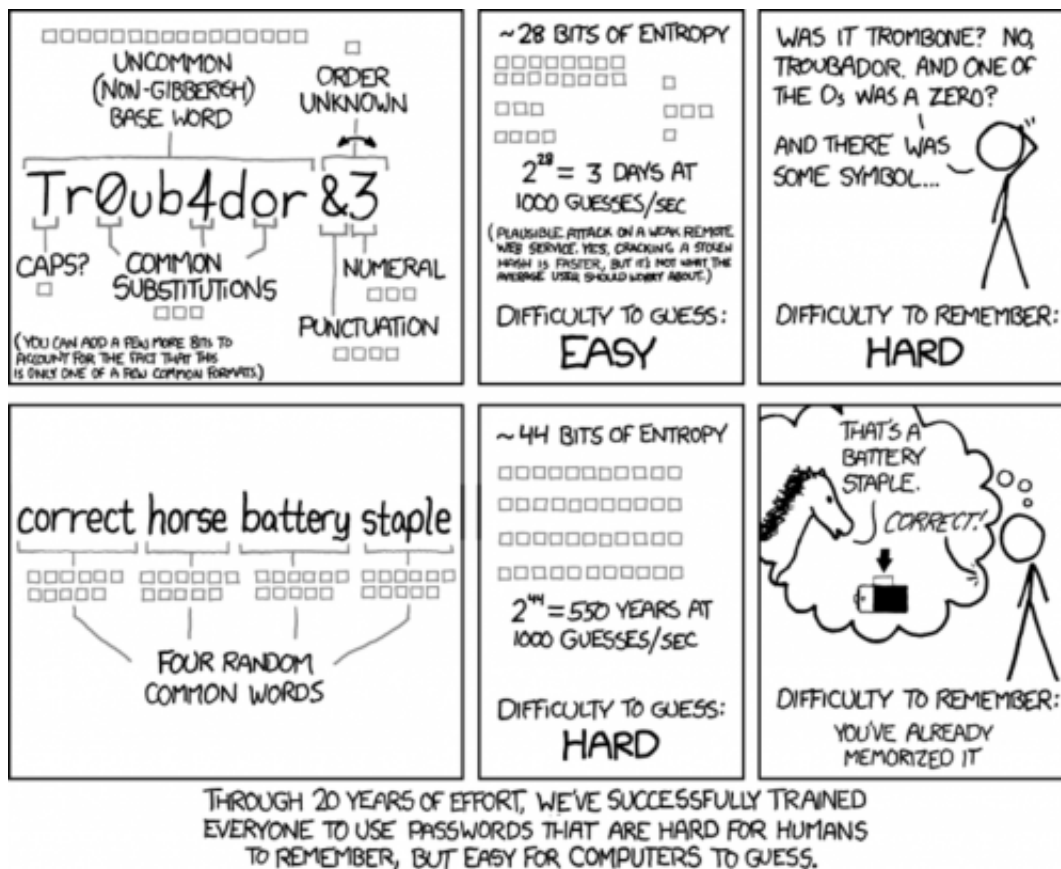 UNCOMMON
(NON-GIBBERISH)
BASE WORD
ORDER
UNKNOWN
Tr0ub4dor &3
CAPS?
COMMON
SUBSTITUTIONS
NUMERAL
PUNCTUATION
(YOU CAN ADD A FEW MORE BITS TO
ACCOUNT FOR THE FACT THAT THIS
IS ONLY ONE OF A FEW COMMON FORMATS.)
~28 BITS OF ENTROPY
2²⁸ = 3 DAYS AT
1000 GUESSES/SEC
(PLAUSIBLE ATTACK ON A WEAK REMOTE
WEB SERVICE. YES, CRACKING A STOLEN
HASH IS FASTER, BUT IT'S NOT WHAT THE
AVERAGE USER SHOULD WORRY ABOUT.)
DIFFICULTY TO GUESS:
EASY
WAS IT TROMBONE? NO,
TROUBADOR. AND ONE OF
THE Os WAS A ZERO?
AND THERE WAS
SOME SYMBOL...
DIFFICULTY TO REMEMBER:
HARD
correct horse battery staple
FOUR RANDOM
COMMON WORDS
~44 BITS OF ENTROPY
2⁴⁴ = 550 YEARS AT
1000 GUESSES/SEC
DIFFICULTY TO GUESS:
HARD
THAT'S A
BATTERY
STAPLE.
CORRECT!
DIFFICULTY TO REMEMBER:
YOU'VE ALREADY
MEMORIZED IT
THROUGH 20 YEARS OF EFFORT, WE'VE SUCCESSFULLY TRAINED
EVERYONE TO USE PASSWORDS THAT ARE HARD FOR HUMANS
TO REMEMBER, BUT EASY FOR COMPUTERS TO GUESS.